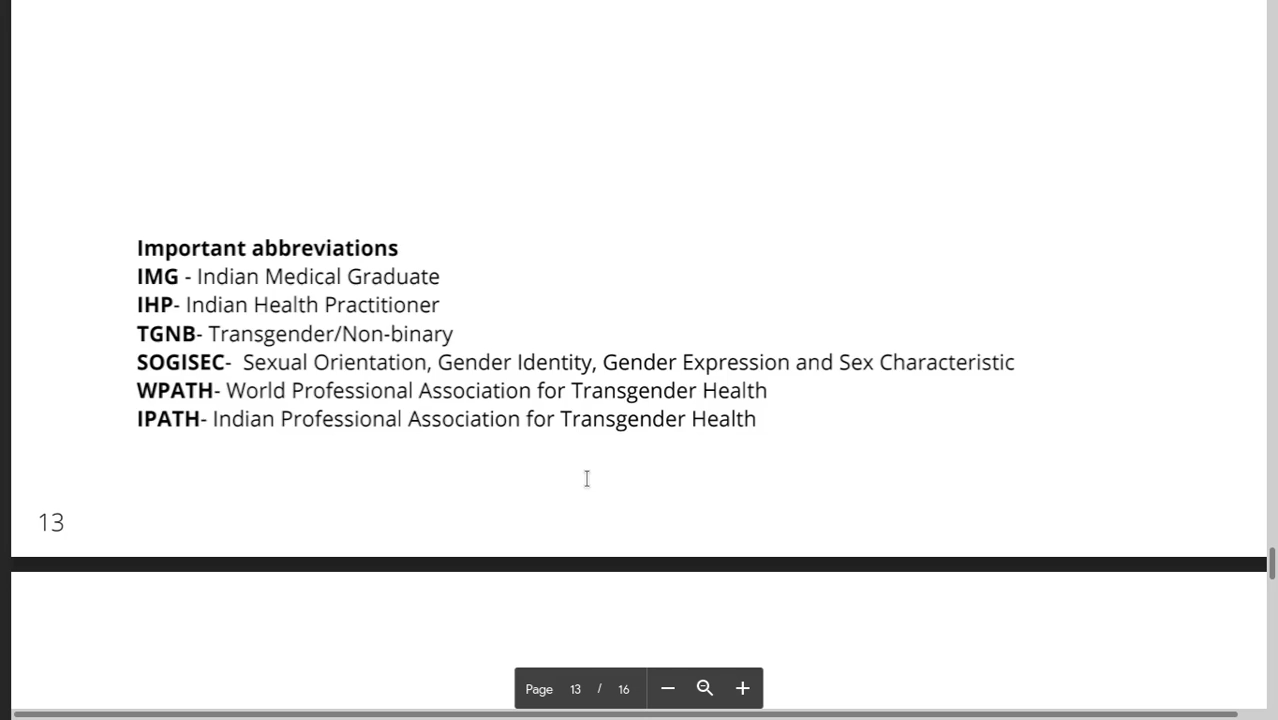 Important abbreviations
IMG - Indian Medical Graduate
IHP- Indian Health Practitioner
TGNB- Transgender/Non-binary
SOGISEC-  Sexual Orientation, Gender Identity, Gender Expression and Sex Characteristic
WPATH- World Professional Association for Transgender Health
IPATH- Indian Professional Association for Transgender Health
13
Page 13 / 16